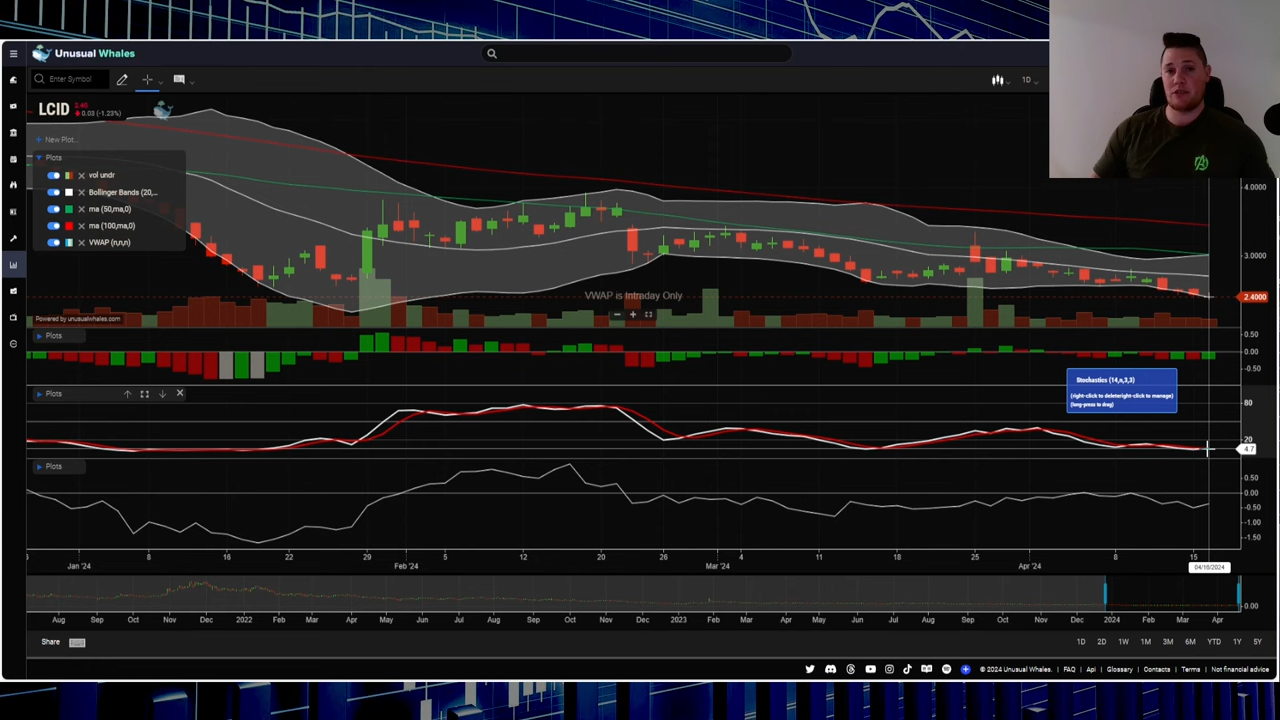 Unusual Whales
Enter Symbol
1D
LCID
2.40
0.03 (-1.23%)
New Plot...
Plots
vol undr
Bollinger Bands (20,...
ma (50,ma,0)
ma (100,ma,0)
VWAP (n,n,n)
4.0000
3.0000
2.4000
VWAP is Intraday Only
Powered by unusualwhales.com
Plots
0.50
0.00
-0.50
Plots
Stochastics (14,n,3,3)
(right-click to deleteright-click to manage)
(long-press to drag)
80
20
4.7
Plots
0.50
0.00
-0.50
-1.00
-1.50
8 16 22 29 5 12 20 26 4 11 18 25 8 15
Jan '24 Feb '24 Mar '24 Apr '24
04/16/2024
0.00
Aug Sep Oct Nov Dec 2022 Feb Mar Apr May Jun Jul Aug Sep Oct Nov Dec 2023 Feb Mar Apr May Jun Jul Aug Sep Oct Nov Dec 2024 Feb Mar Apr
Share
1D 2D 1W 1M 3M 6M YTD 1Y 5Y
© 2024 Unusual Whales. FAQ Api Glossary Contacts Terms Not financial advice